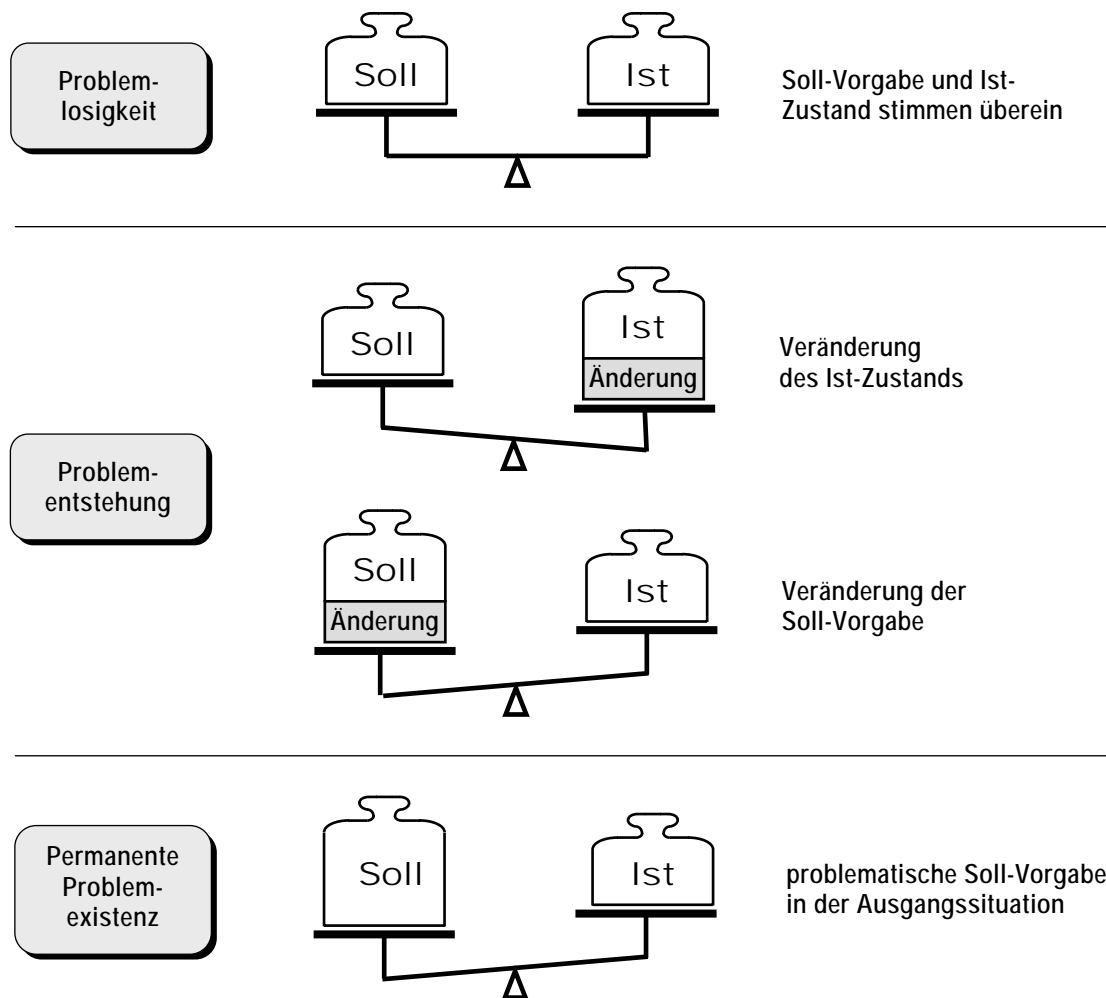 Problem-
losigkeit
Soll
Ist
Soll-Vorgabe und Ist-
Zustand stimmen überein
Problem-
entstehung
Soll
Ist
Änderung
Veränderung
des Ist-Zustands
Soll
Änderung
Ist
Veränderung der
Soll-Vorgabe
Permanente
Problem-
existenz
Soll
Ist
problematische Soll-Vorgabe
in der Ausgangssituation